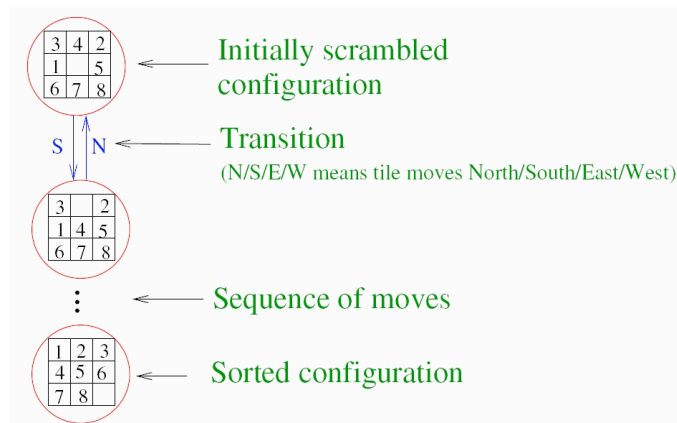 3 4 2
1 5
6 7 8
Initially scrambled
configuration
S N
Transition
(N/S/E/W means tile moves North/South/East/West)
3 2
1 4 5
6 7 8
Sequence of moves
1 2 3
4 5 6
7 8
Sorted configuration